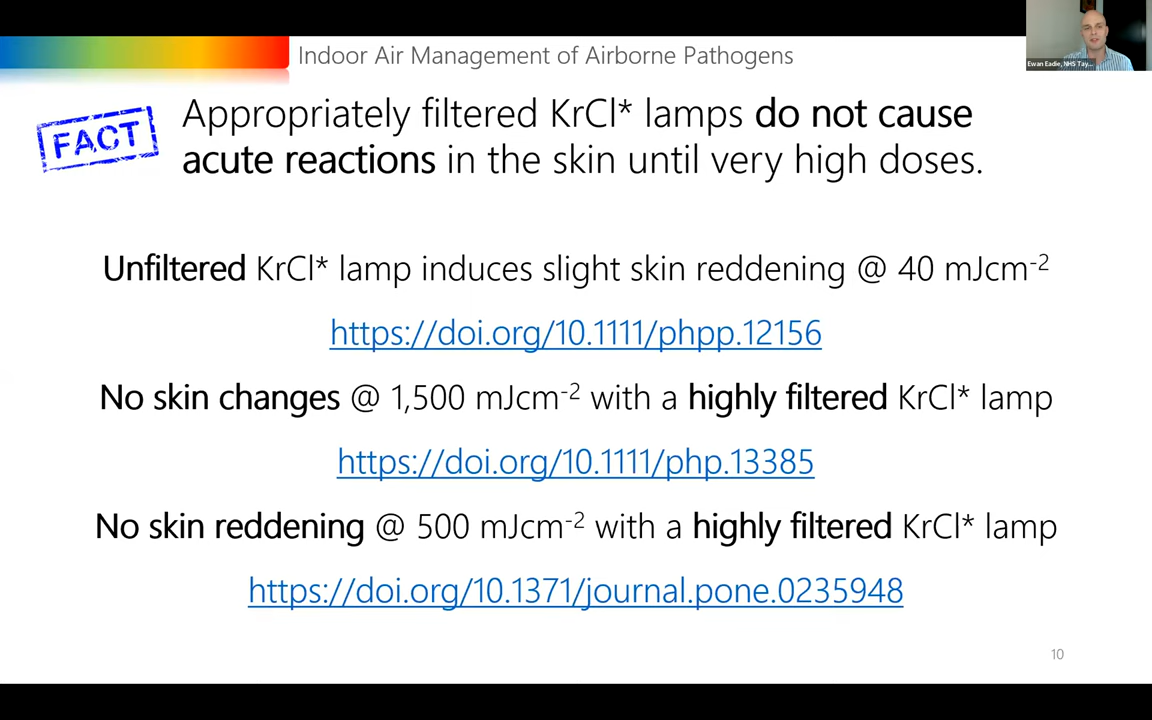 Indoor Air Management of Airborne Pathogens
Ewan Eadie, NHS Tay...
FACT
Appropriately filtered KrCl* lamps do not cause
acute reactions in the skin until very high doses.
Unfiltered KrCl* lamp induces slight skin reddening @ 40 mJcm⁻²
https://doi.org/10.1111/phpp.12156
No skin changes @ 1,500 mJcm⁻² with a highly filtered KrCl* lamp
https://doi.org/10.1111/php.13385
No skin reddening @ 500 mJcm⁻² with a highly filtered KrCl* lamp
https://doi.org/10.1371/journal.pone.0235948
10